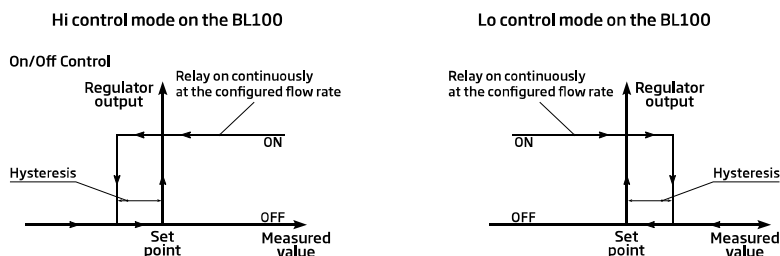 Hi control mode on the BL100
On/Off Control
Regulator
output
Relay on continuously
at the configured flow rate
ON
Hysteresis
OFF
Set
point
Measured
value
Lo control mode on the BL100
Relay on continuously
at the configured flow rate
Regulator
output
ON
Hysteresis
OFF
Set
point
Measured
value